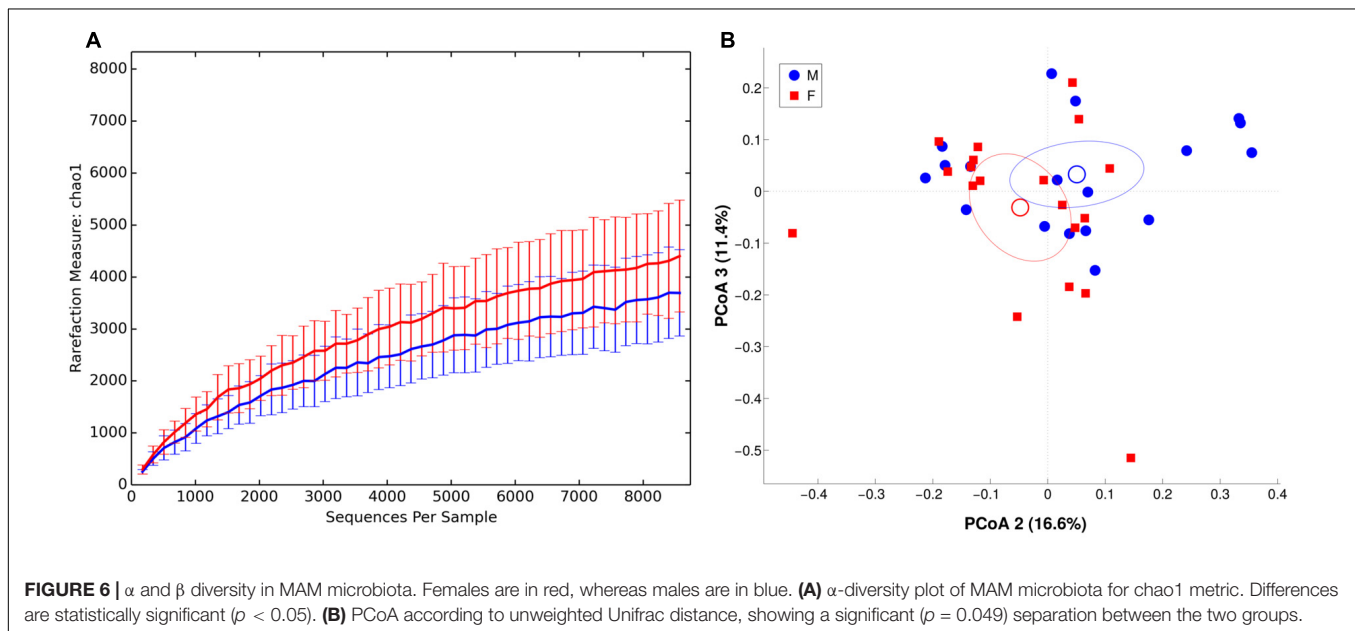 A
8000
7000
6000
5000
4000
3000
2000
1000
0
Rarefaction Measure: chao1
0 1000 2000 3000 4000 5000 6000 7000 8000
Sequences Per Sample
B
M
F
0.2
0.1
0
−0.1
−0.2
−0.3
−0.4
−0.5
PCoA 3 (11.4%)
−0.4 −0.3 −0.2 −0.1 0 0.1 0.2 0.3 0.4
PCoA 2 (16.6%)
FIGURE 6 | α and β diversity in MAM microbiota. Females are in red, whereas males are in blue. (A) α-diversity plot of MAM microbiota for chao1 metric. Differences
are statistically significant (p < 0.05). (B) PCoA according to unweighted Unifrac distance, showing a significant (p = 0.049) separation between the two groups.